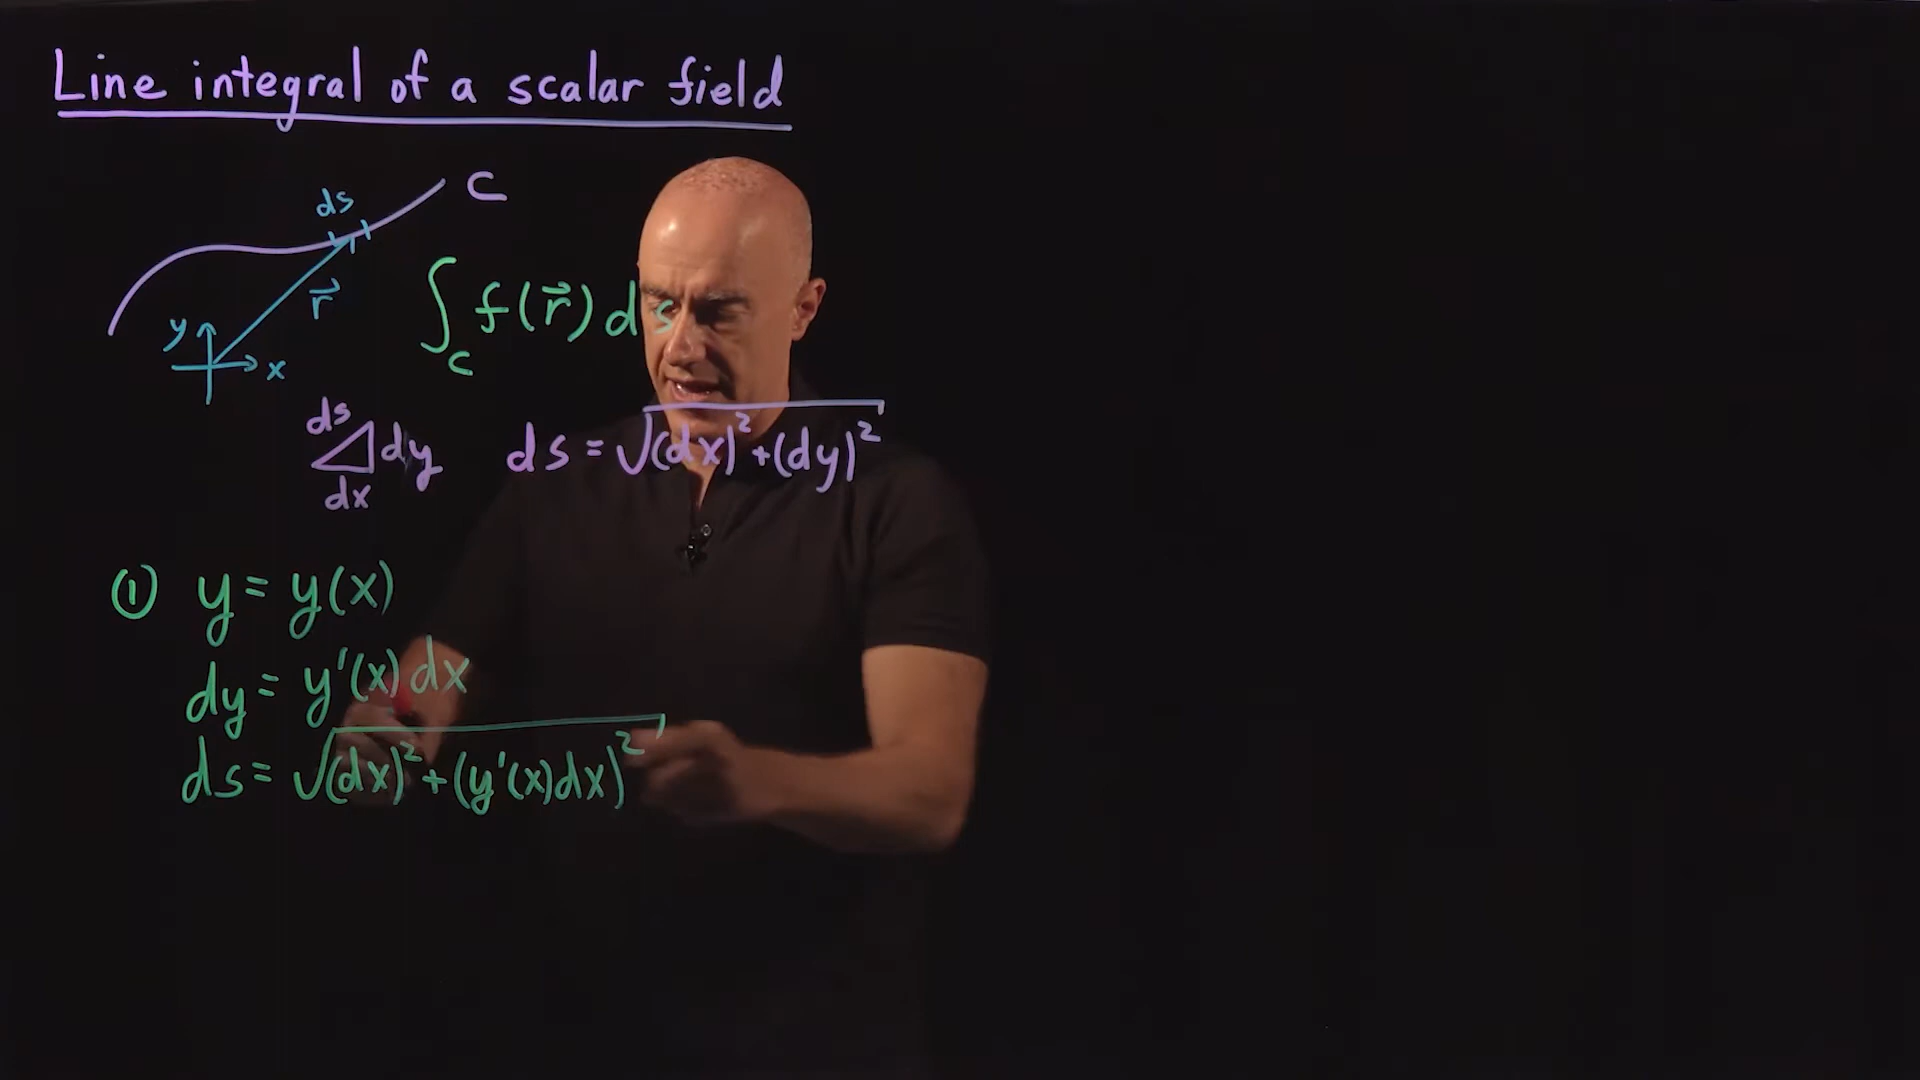 Line integral of a scalar field
ds
C
r⃗
y
x
∫_C f(r⃗) ds
ds
dy
dx
ds = √((dx)² + (dy)²)
① y = y(x)
dy = y'(x) dx
ds = √((dx)² + (y'(x)dx)²)